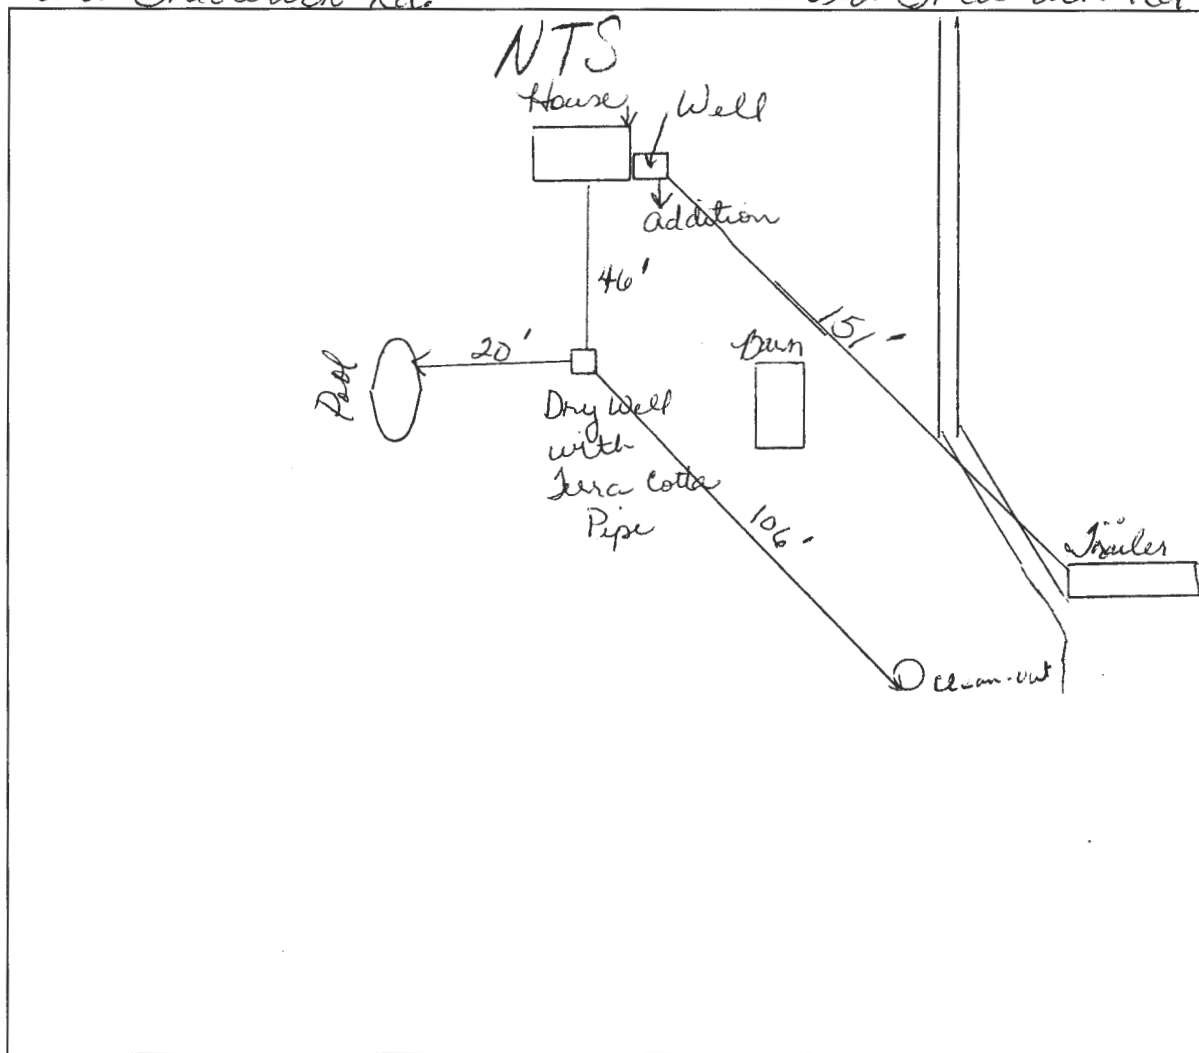 Rd.
NTS
House
Well
addition
46'
151'
20'
Pool
Barn
Dry Well
with
Terra Cotta
Pipe
106'
Trailer
Clean-out